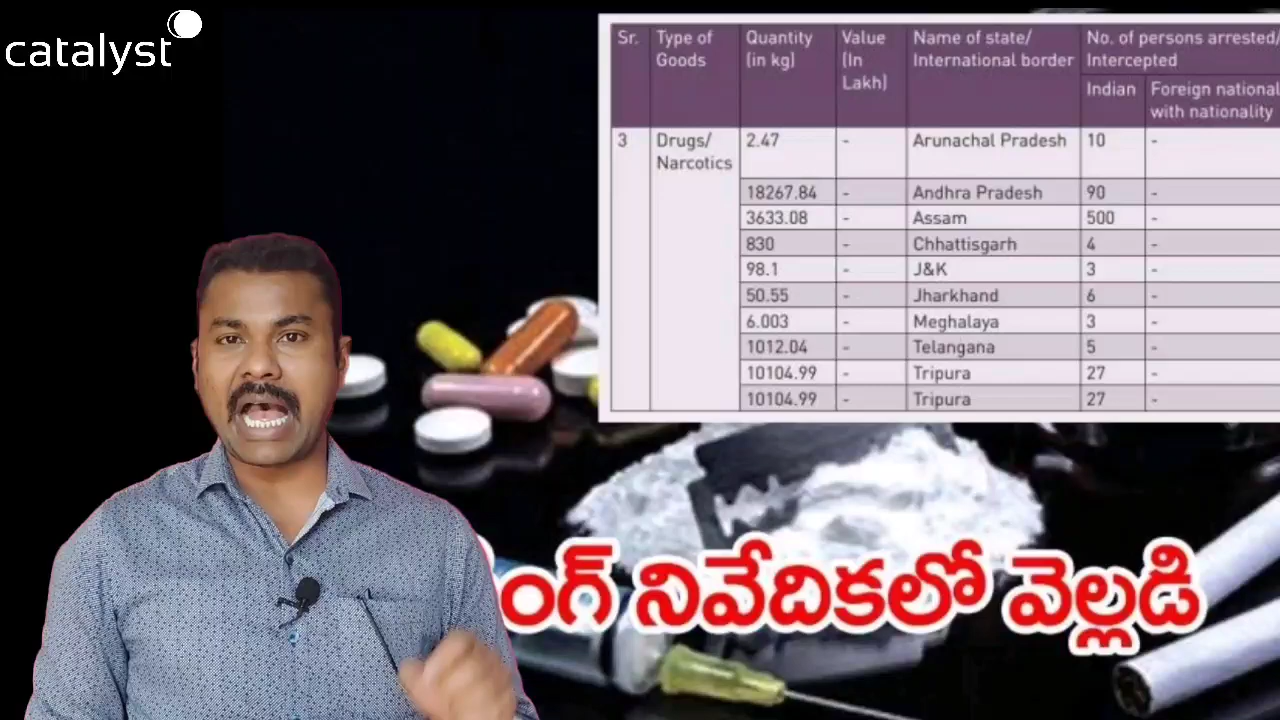 catalyst
Sr. Type of Goods Quantity (in kg) Value (In Lakh) Name of state/ International border No. of persons arrested/ Intercepted
Indian Foreign national with nationality
3 Drugs/ Narcotics 2.47 - Arunachal Pradesh 10 -
18267.84 - Andhra Pradesh 90 -
3633.08 - Assam 500 -
830 - Chhattisgarh 4 -
98.1 - J&K 3 -
50.55 - Jharkhand 6 -
6.003 - Meghalaya 3 -
1012.04 - Telangana 5 -
10104.99 - Tripura 27 -
10104.99 - Tripura 27 -
నివేదికలో వెల్లడి